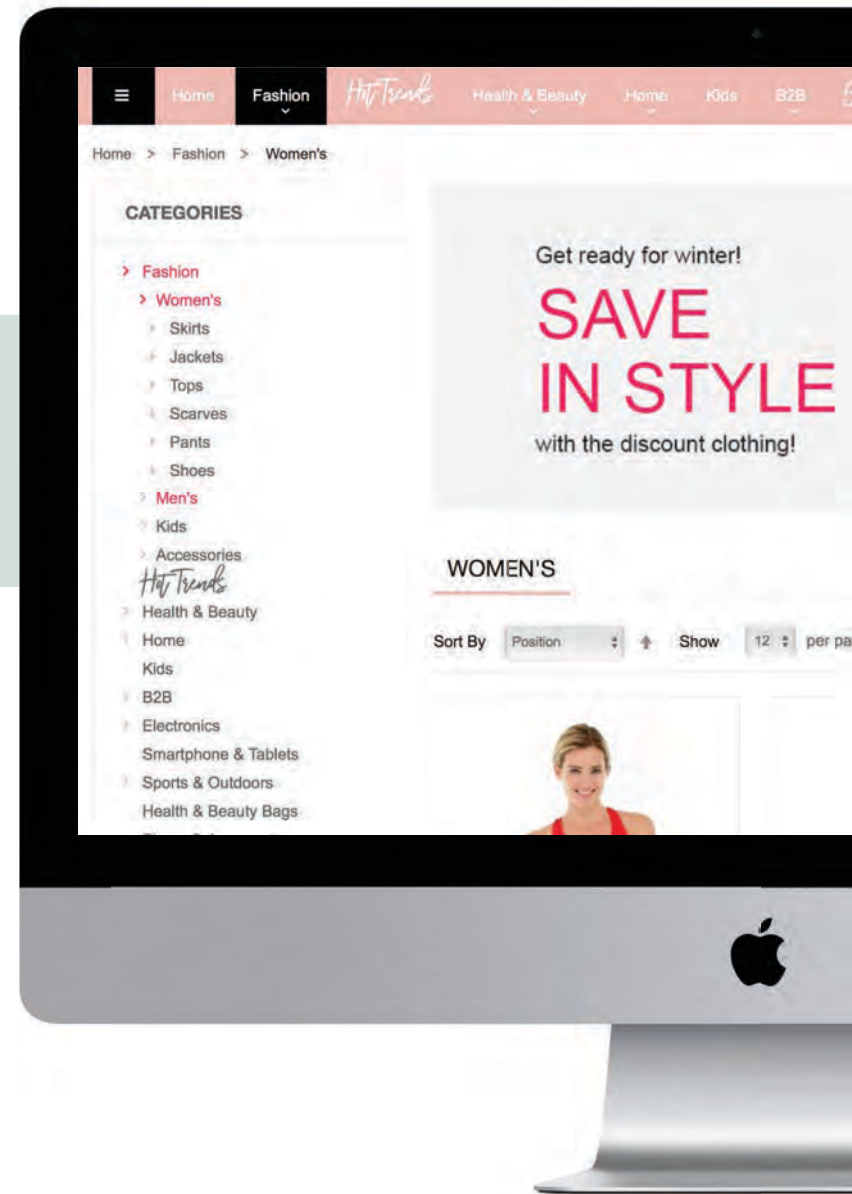 Home Fashion Hot Trends Health & Beauty Home Kids B2B
Home > Fashion > Women's
CATEGORIES
> Fashion
> Women's
> Skirts
> Jackets
> Tops
> Scarves
> Pants
> Shoes
> Men's
> Kids
> Accessories
Hot Trends
> Health & Beauty
> Home
Kids
> B2B
> Electronics
Smartphone & Tablets
> Sports & Outdoors
Health & Beauty Bags
Get ready for winter!
SAVE
IN STYLE
with the discount clothing!
WOMEN'S
Sort By Position Show 12 per pa